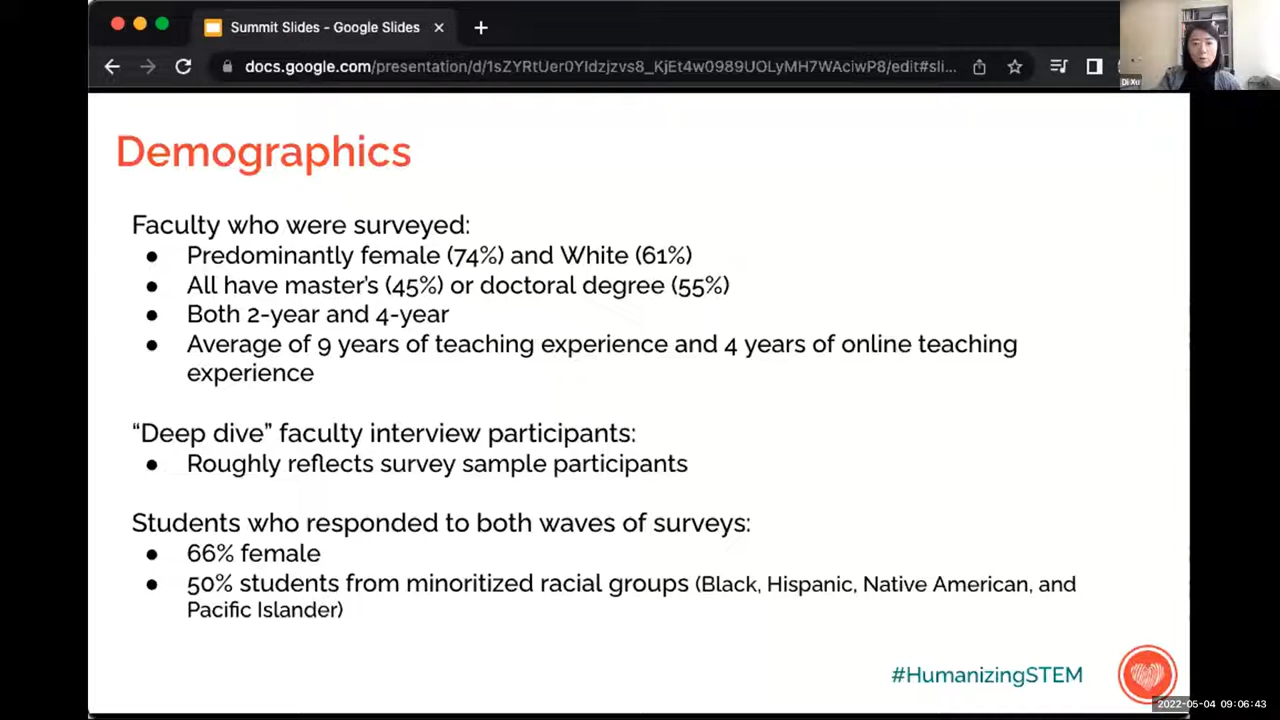 Summit Slides - Google Slides
docs.google.com/presentation/d/1sZYRtUer0YIdzjzvs8_KjEt4w0989UOLyMH7WAciwP8/edit#sli...
Di Xu
Demographics
Faculty who were surveyed:
● Predominantly female (74%) and White (61%)
● All have master's (45%) or doctoral degree (55%)
● Both 2-year and 4-year
● Average of 9 years of teaching experience and 4 years of online teaching
experience
“Deep dive” faculty interview participants:
● Roughly reflects survey sample participants
Students who responded to both waves of surveys:
● 66% female
● 50% students from minoritized racial groups (Black, Hispanic, Native American, and
Pacific Islander)
#HumanizingSTEM
2022-05-04 09:06:43